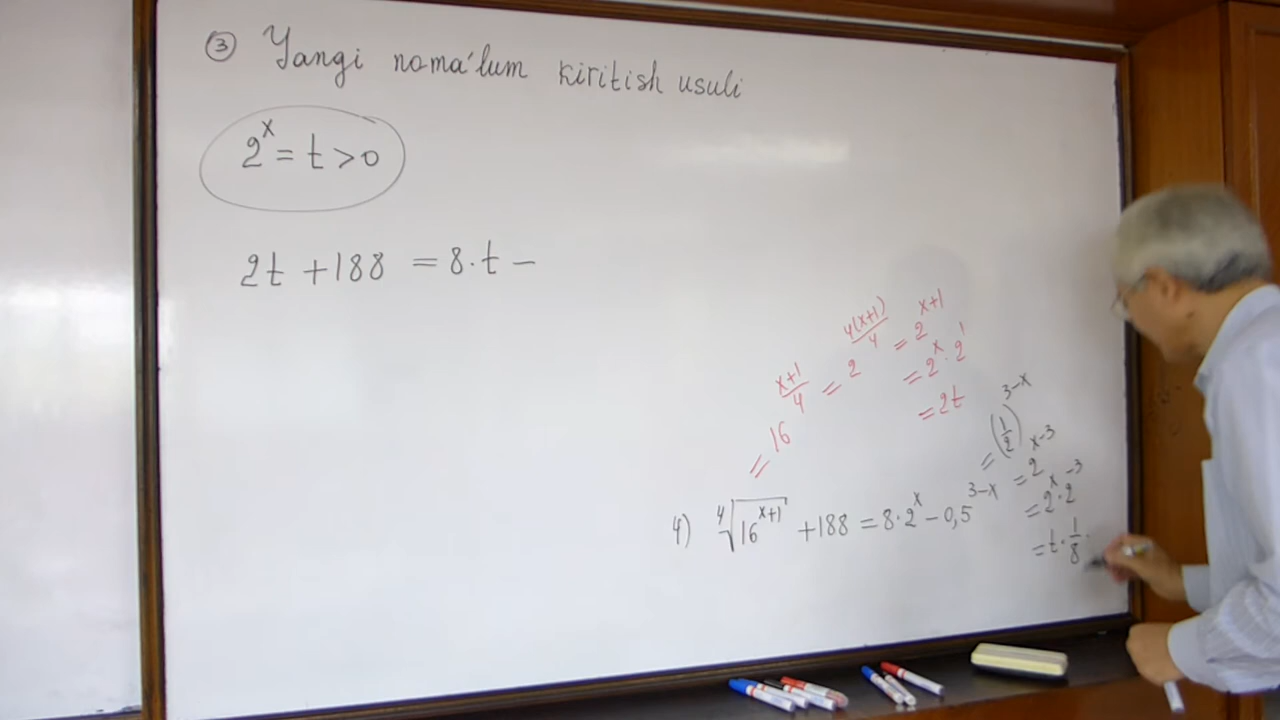 ③ Yangi noma'lum kiritish usuli
2^x = t > 0
2t + 188 = 8·t −
4) ∜(16^(x+1)) + 188 = 8·2^x − 0,5^(3−x)
= 16^((x+1)/4) = 2^(4(x+1)/4) = 2^(x+1)
= 2^x · 2^1
= 2t
= (1/2)^(3−x)
= 2^(x−3)
= 2^x · 2^(−3)
= t · 1/8